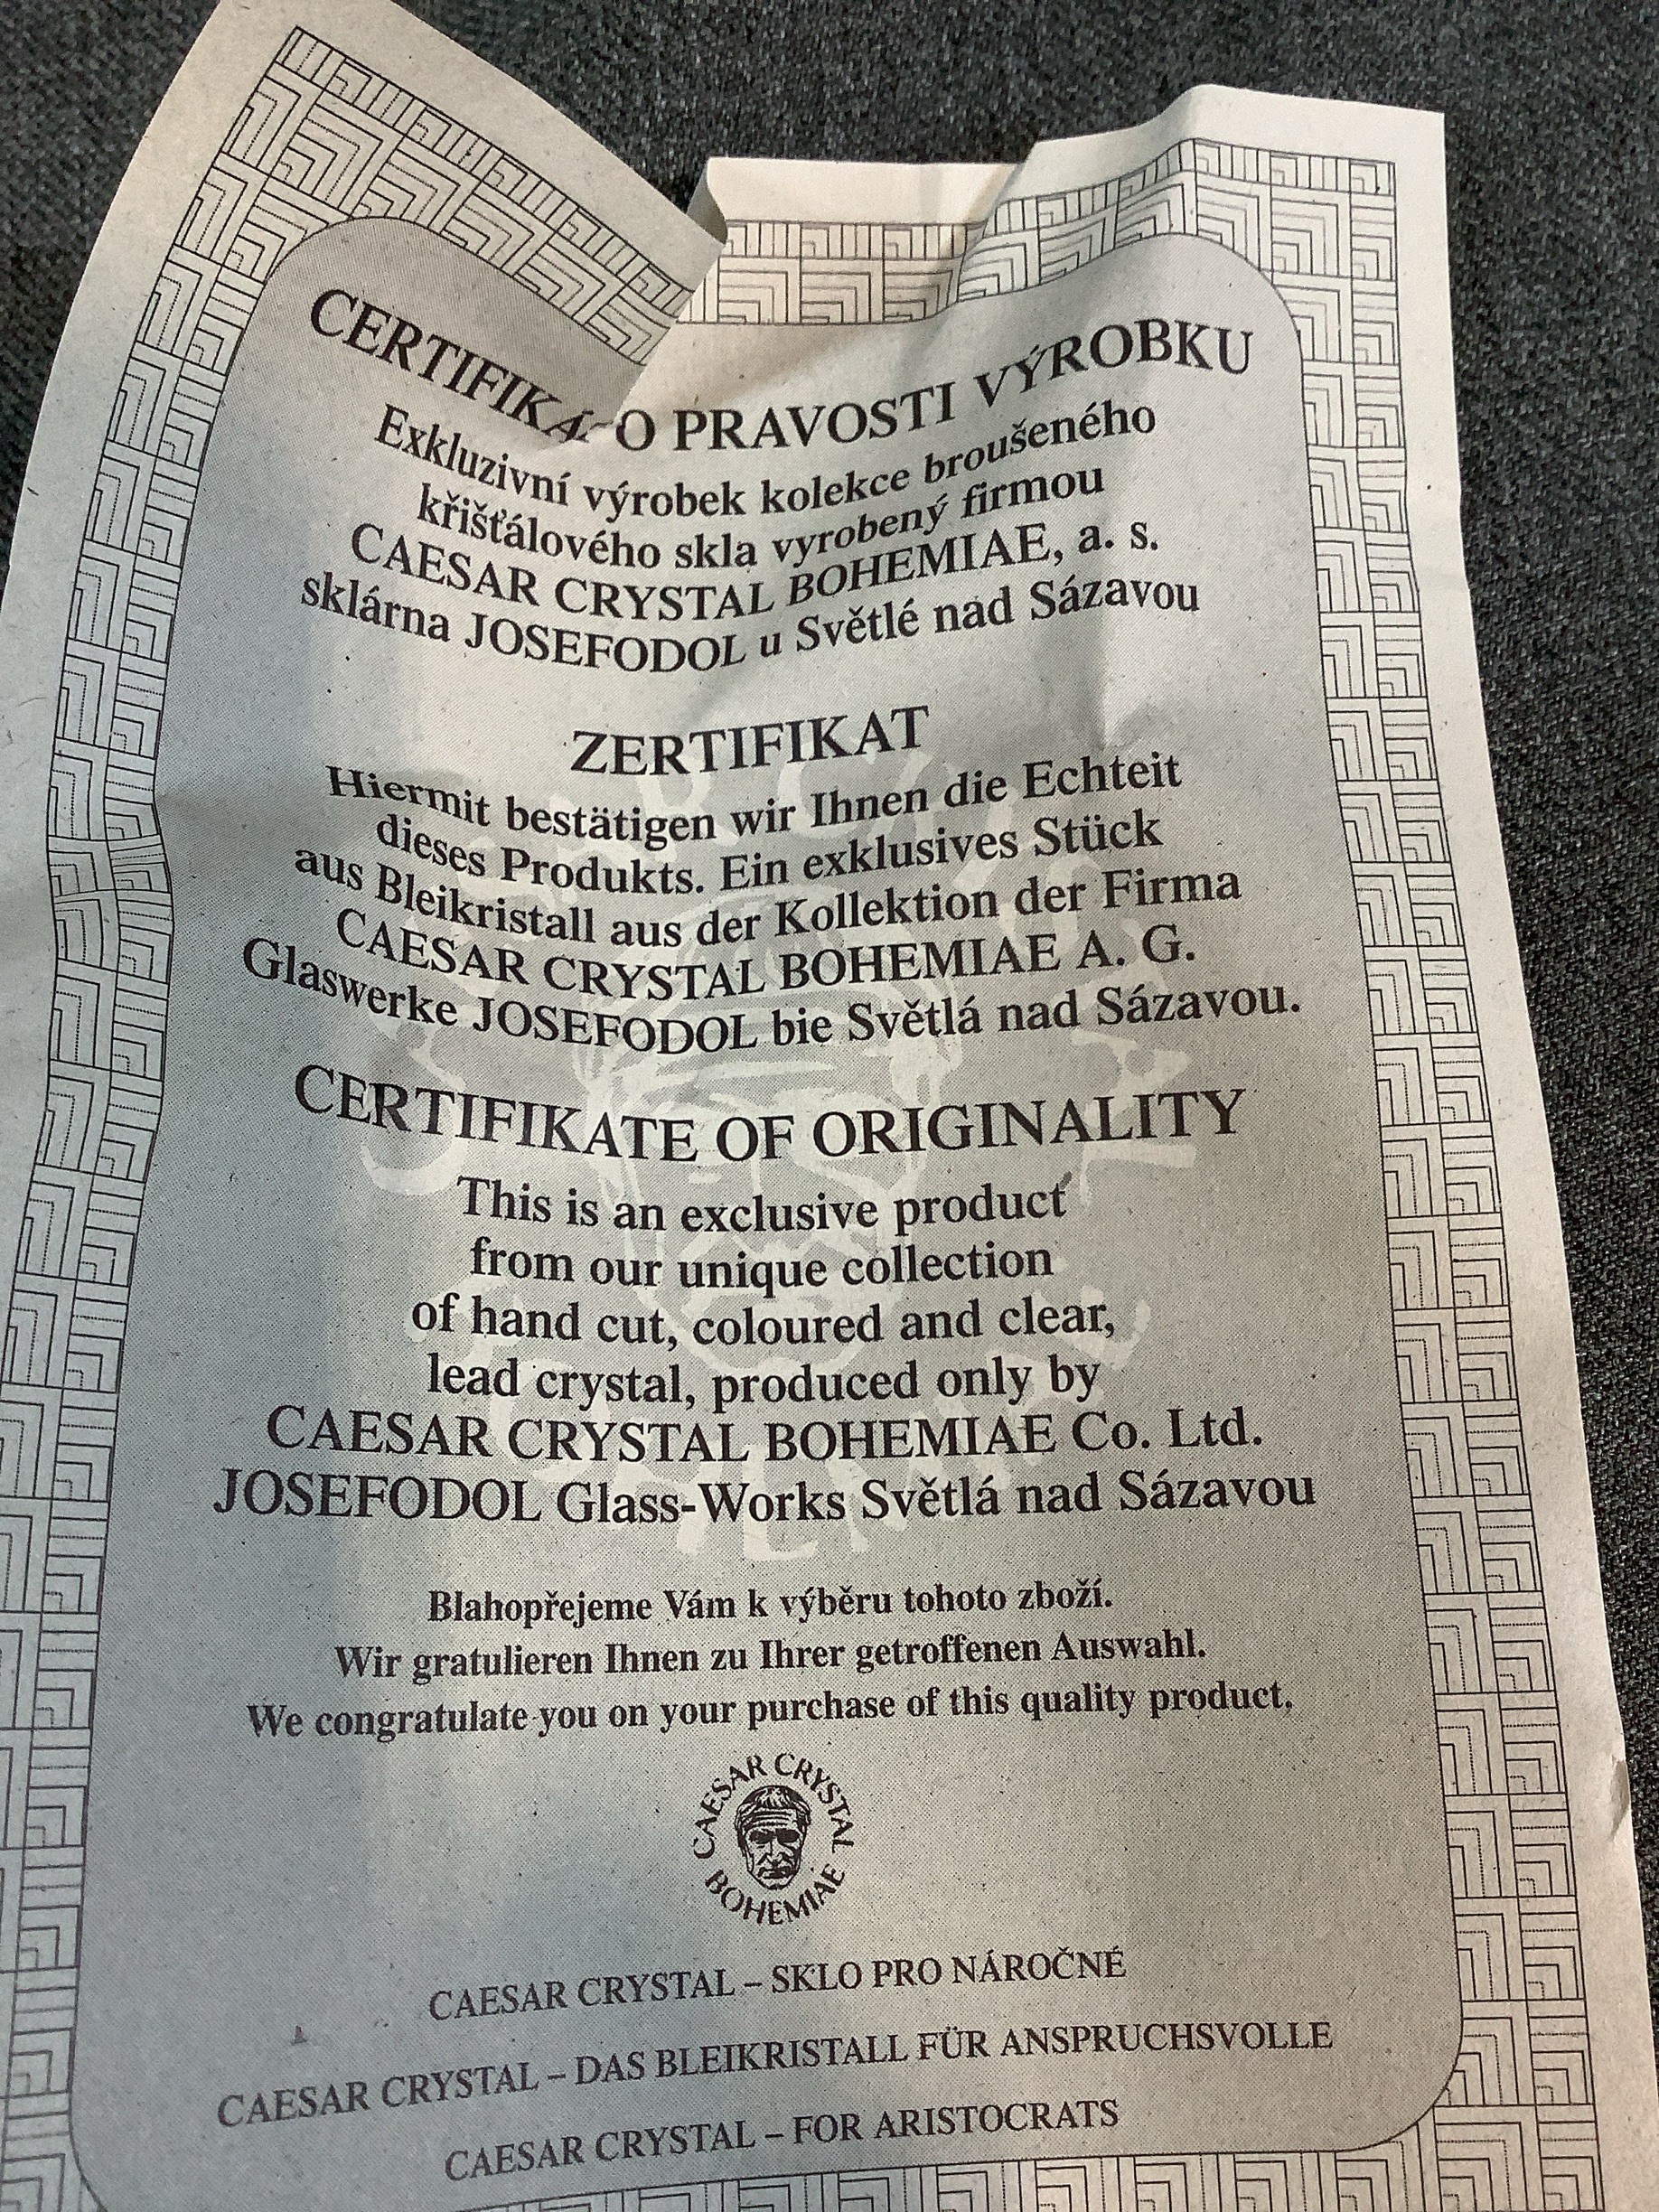 CERTIFIKÁT O PRAVOSTI VÝROBKU
Exkluzivní výrobek kolekce broušeného
křišťálového skla vyrobený firmou
CAESAR CRYSTAL BOHEMIAE, a. s.
sklárna JOSEFODOL u Světlé nad Sázavou
ZERTIFIKAT
Hiermit bestätigen wir Ihnen die Echteit
dieses Produkts. Ein exklusives Stück
aus Bleikristall aus der Kollektion der Firma
CAESAR CRYSTAL BOHEMIAE A. G.
Glaswerke JOSEFODOL bie Světlá nad Sázavou.
CERTIFIKATE OF ORIGINALITY
This is an exclusive product
from our unique collection
of hand cut, coloured and clear,
lead crystal, produced only by
CAESAR CRYSTAL BOHEMIAE Co. Ltd.
JOSEFODOL Glass-Works Světlá nad Sázavou
Blahopřejeme Vám k výběru tohoto zboží.
Wir gratulieren Ihnen zu Ihrer getroffenen Auswahl.
We congratulate you on your purchase of this quality product.
CAESAR CRYSTAL
BOHEMIAE
CAESAR CRYSTAL – SKLO PRO NÁROČNÉ
CAESAR CRYSTAL – DAS BLEIKRISTALL FÜR ANSPRUCHSVOLLE
CAESAR CRYSTAL – FOR ARISTOCRATS